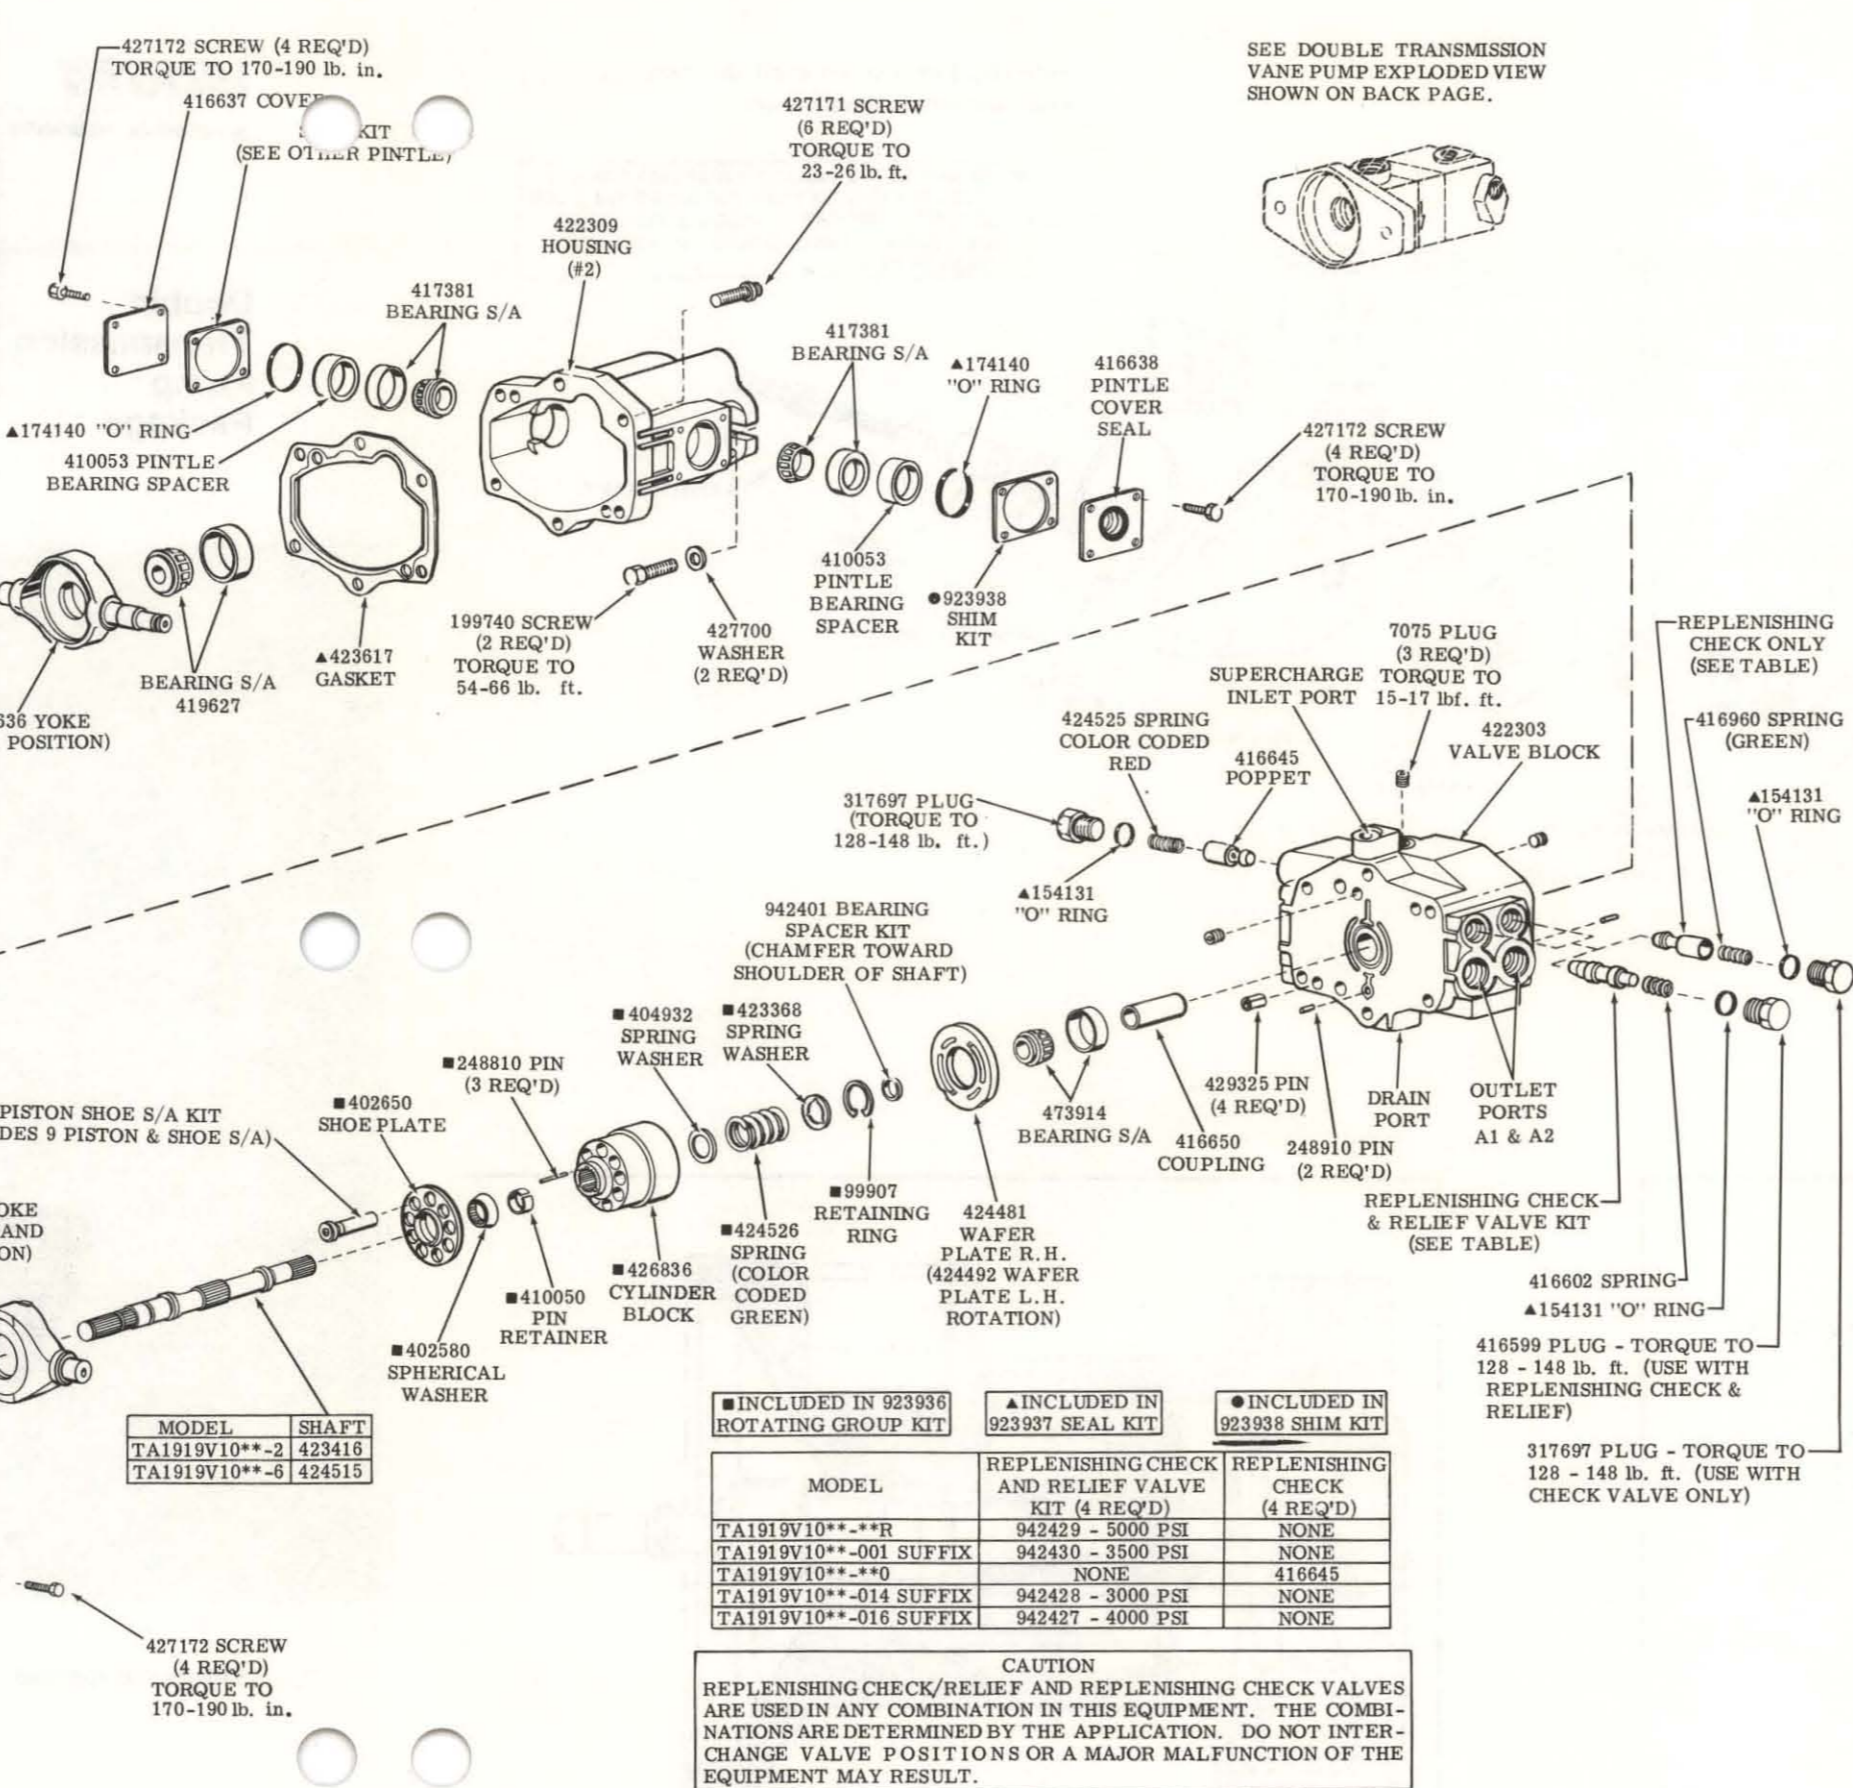 427172 SCREW (4 REQ'D)
TORQUE TO 170-190 lb. in.
416637 COVER
KIT
(SEE OTHER PINTLE)
427171 SCREW
(6 REQ'D)
TORQUE TO
23-26 lb. ft.
SEE DOUBLE TRANSMISSION
VANE PUMP EXPLODED VIEW
SHOWN ON BACK PAGE.
422309
HOUSING
(#2)
417381
BEARING S/A
417381
BEARING S/A
▲174140
"O" RING
416638
PINTLE
COVER
SEAL
427172 SCREW
(4 REQ'D)
TORQUE TO
170-190 lb. in.
▲174140 "O" RING
410053 PINTLE
BEARING SPACER
410053
PINTLE
BEARING
SPACER
●923938
SHIM
KIT
199740 SCREW
(2 REQ'D)
TORQUE TO
54-66 lb. ft.
427700
WASHER
(2 REQ'D)
▲423617
GASKET
BEARING S/A
419627
636 YOKE
POSITION)
7075 PLUG
(3 REQ'D)
TORQUE TO
15-17 lbf. ft.
SUPERCHARGE
INLET PORT
REPLENISHING
CHECK ONLY
(SEE TABLE)
416960 SPRING
(GREEN)
424525 SPRING
COLOR CODED
RED
416645
POPPET
422303
VALVE BLOCK
▲154131
"O" RING
317697 PLUG
(TORQUE TO
128-148 lb. ft.)
▲154131
"O" RING
942401 BEARING
SPACER KIT
(CHAMFER TOWARD
SHOULDER OF SHAFT)
■404932
SPRING
WASHER
■423368
SPRING
WASHER
■248810 PIN
(3 REQ'D)
■402650
SHOE PLATE
PISTON SHOE S/A KIT
DES 9 PISTON & SHOE S/A)
473914
BEARING S/A
416650
COUPLING
429325 PIN
(4 REQ'D)
248910 PIN
(2 REQ'D)
DRAIN
PORT
OUTLET
PORTS
A1 & A2
OKE
AND
ON)
■99907
RETAINING
RING
424481
WAFER
PLATE R.H.
(424492 WAFER
PLATE L.H.
ROTATION)
■424526
SPRING
(COLOR
CODED
GREEN)
■426836
CYLINDER
BLOCK
■410050
PIN
RETAINER
■402580
SPHERICAL
WASHER
REPLENISHING CHECK
& RELIEF VALVE KIT
(SEE TABLE)
416602 SPRING
▲154131 "O" RING
416599 PLUG - TORQUE TO
128 - 148 lb. ft. (USE WITH
REPLENISHING CHECK &
RELIEF)
317697 PLUG - TORQUE TO
128 - 148 lb. ft. (USE WITH
CHECK VALVE ONLY)
MODEL SHAFT
TA1919V10**-2 423416
TA1919V10**-6 424515
■INCLUDED IN 923936
ROTATING GROUP KIT
▲INCLUDED IN
923937 SEAL KIT
●INCLUDED IN
923938 SHIM KIT
MODEL
REPLENISHING CHECK
AND RELIEF VALVE
KIT (4 REQ'D)
REPLENISHING
CHECK
(4 REQ'D)
TA1919V10**-**R 942429 - 5000 PSI NONE
TA1919V10**-001 SUFFIX 942430 - 3500 PSI NONE
TA1919V10**-**0 NONE 416645
TA1919V10**-014 SUFFIX 942428 - 3000 PSI NONE
TA1919V10**-016 SUFFIX 942427 - 4000 PSI NONE
427172 SCREW
(4 REQ'D)
TORQUE TO
170-190 lb. in.
CAUTION
REPLENISHING CHECK/RELIEF AND REPLENISHING CHECK VALVES
ARE USED IN ANY COMBINATION IN THIS EQUIPMENT. THE COMBI-
NATIONS ARE DETERMINED BY THE APPLICATION. DO NOT INTER-
CHANGE VALVE POSITIONS OR A MAJOR MALFUNCTION OF THE
EQUIPMENT MAY RESULT.